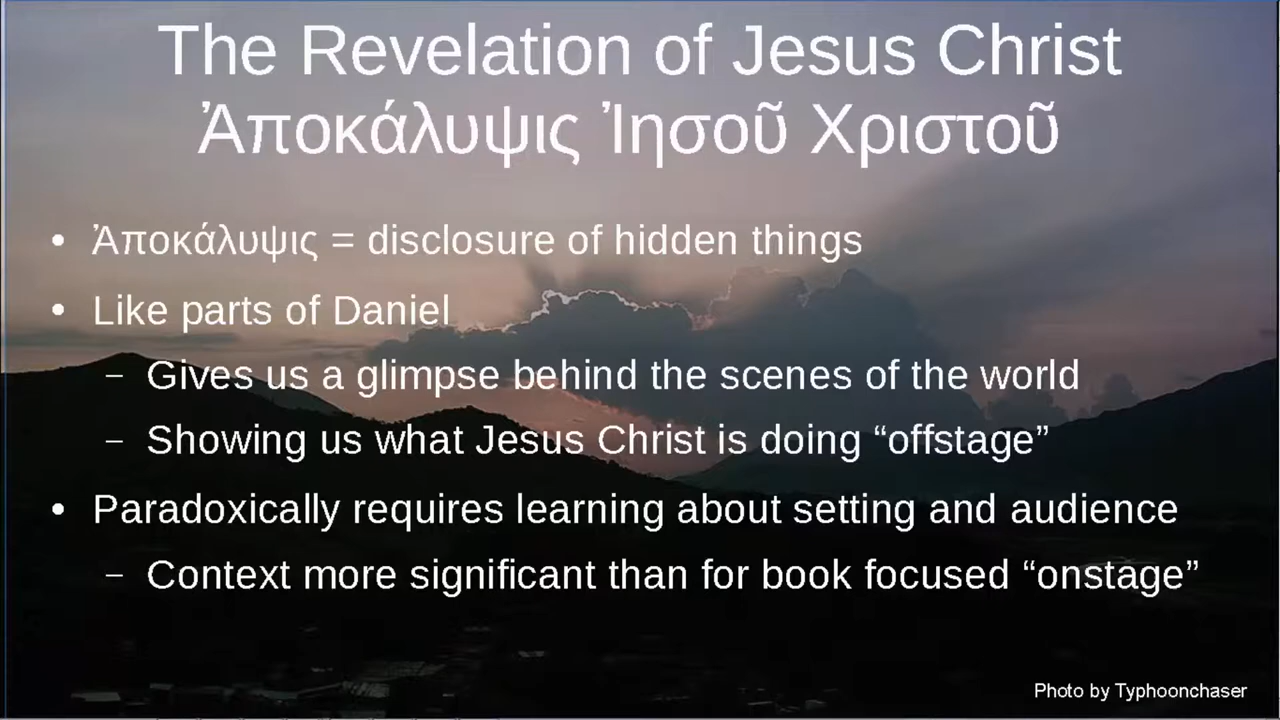 The Revelation of Jesus Christ
Ἀποκάλυψις Ἰησοῦ Χριστοῦ
• Ἀποκάλυψις = disclosure of hidden things
• Like parts of Daniel
– Gives us a glimpse behind the scenes of the world
– Showing us what Jesus Christ is doing “offstage”
• Paradoxically requires learning about setting and audience
– Context more significant than for book focused “onstage”
Photo by Typhoonchaser